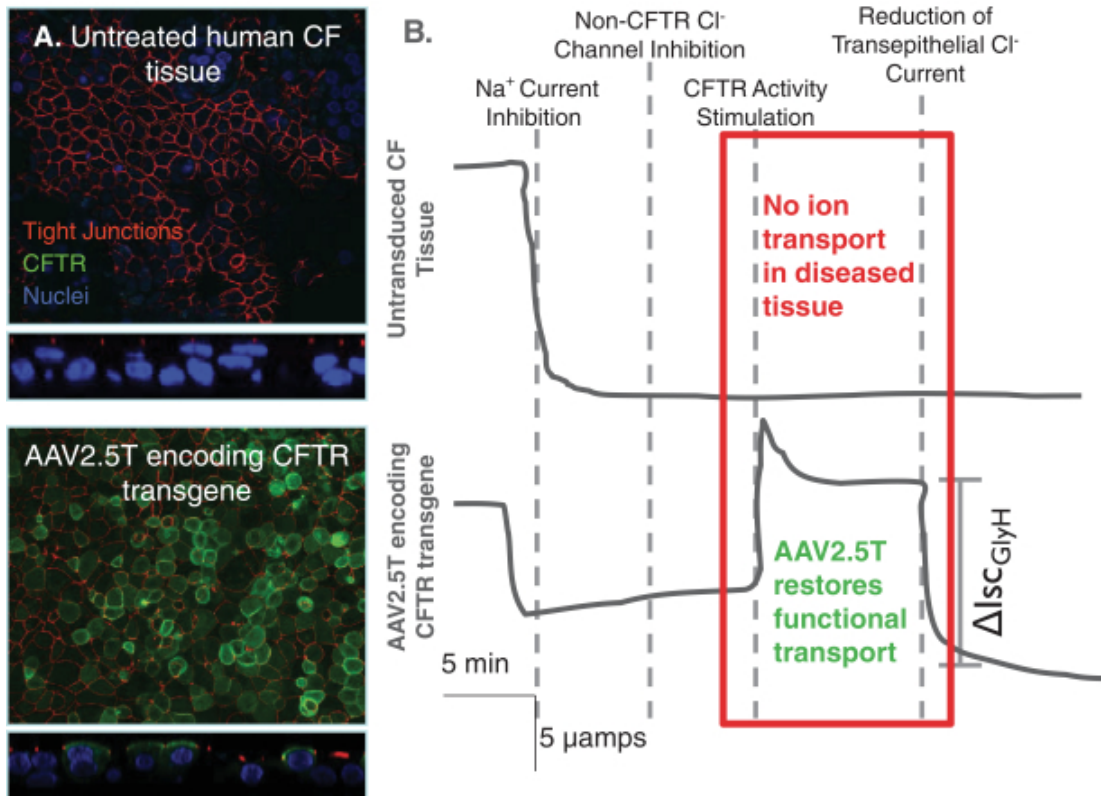 A. Untreated human CF
tissue
Tight Junctions
CFTR
Nuclei
AAV2.5T encoding CFTR
transgene
B.
Na⁺ Current
Inhibition
Non-CFTR Cl⁻
Channel Inhibition
CFTR Activity
Stimulation
Reduction of
Transepithelial Cl⁻
Current
Untransduced CF
Tissue
No ion
transport
in diseased
tissue
AAV2.5T encoding
CFTR transgene
AAV2.5T
restores
functional
transport
ΔIsc_GlyH
5 min
5 µamps